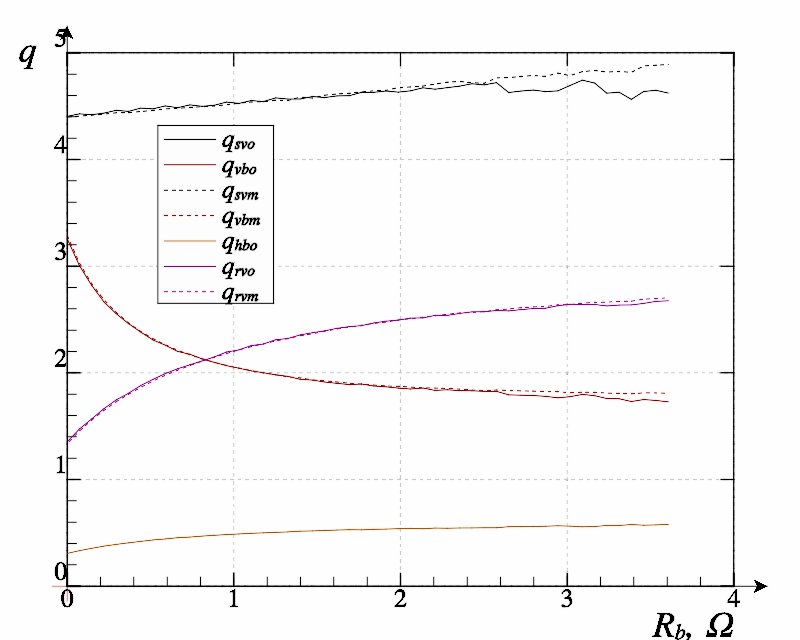 5
q
4
3
2
1
0
q_svo
q_vbo
q_svm
q_vbm
q_hbo
q_rvo
q_rvm
0 1 2 3 4
R_b, Ω